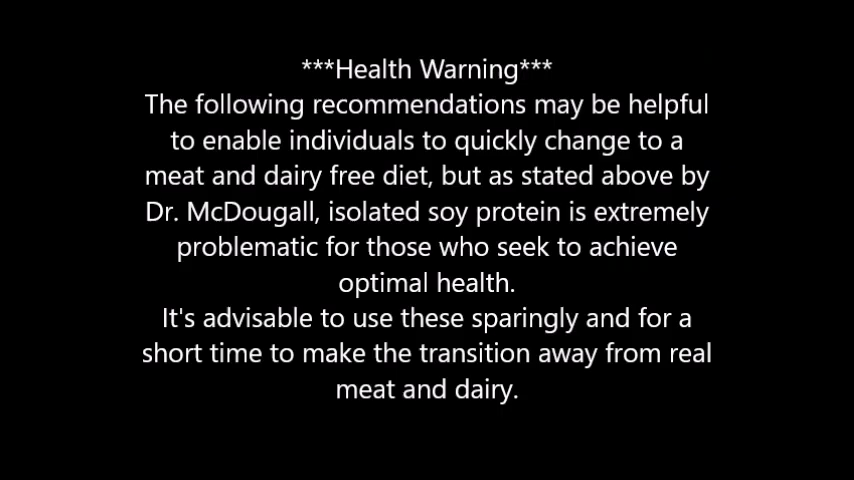 ***Health Warning***
The following recommendations may be helpful
to enable individuals to quickly change to a
meat and dairy free diet, but as stated above by
Dr. McDougall, isolated soy protein is extremely
problematic for those who seek to achieve
optimal health.
It's advisable to use these sparingly and for a
short time to make the transition away from real
meat and dairy.